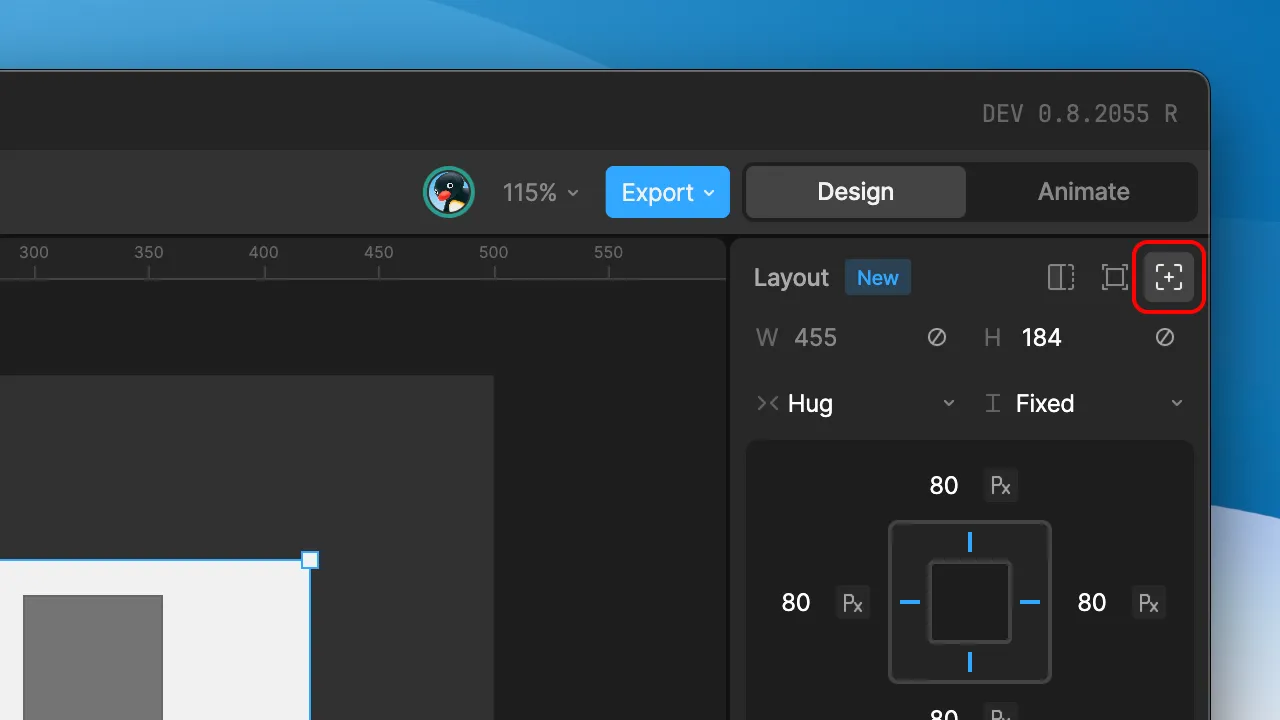 DEV 0.8.2055 R
115% Export Design Animate
300 350 400 450 500 550
Layout New
W 455 H 184
Hug Fixed
80 Px
80 Px 80 Px
80 Px